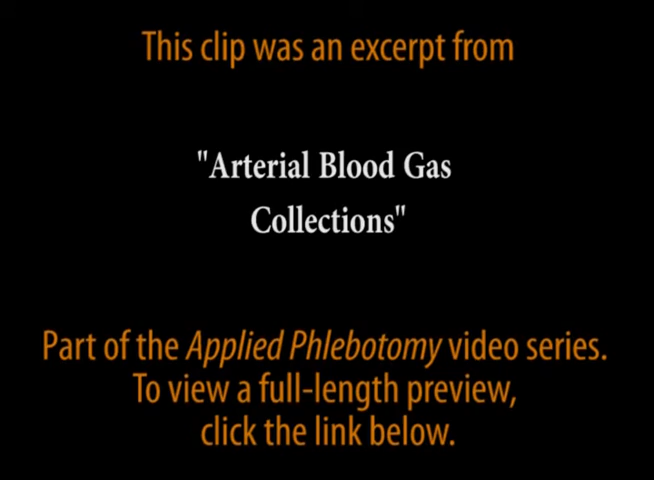 This clip was an excerpt from
"Arterial Blood Gas
Collections"
Part of the Applied Phlebotomy video series.
To view a full-length preview,
click the link below.